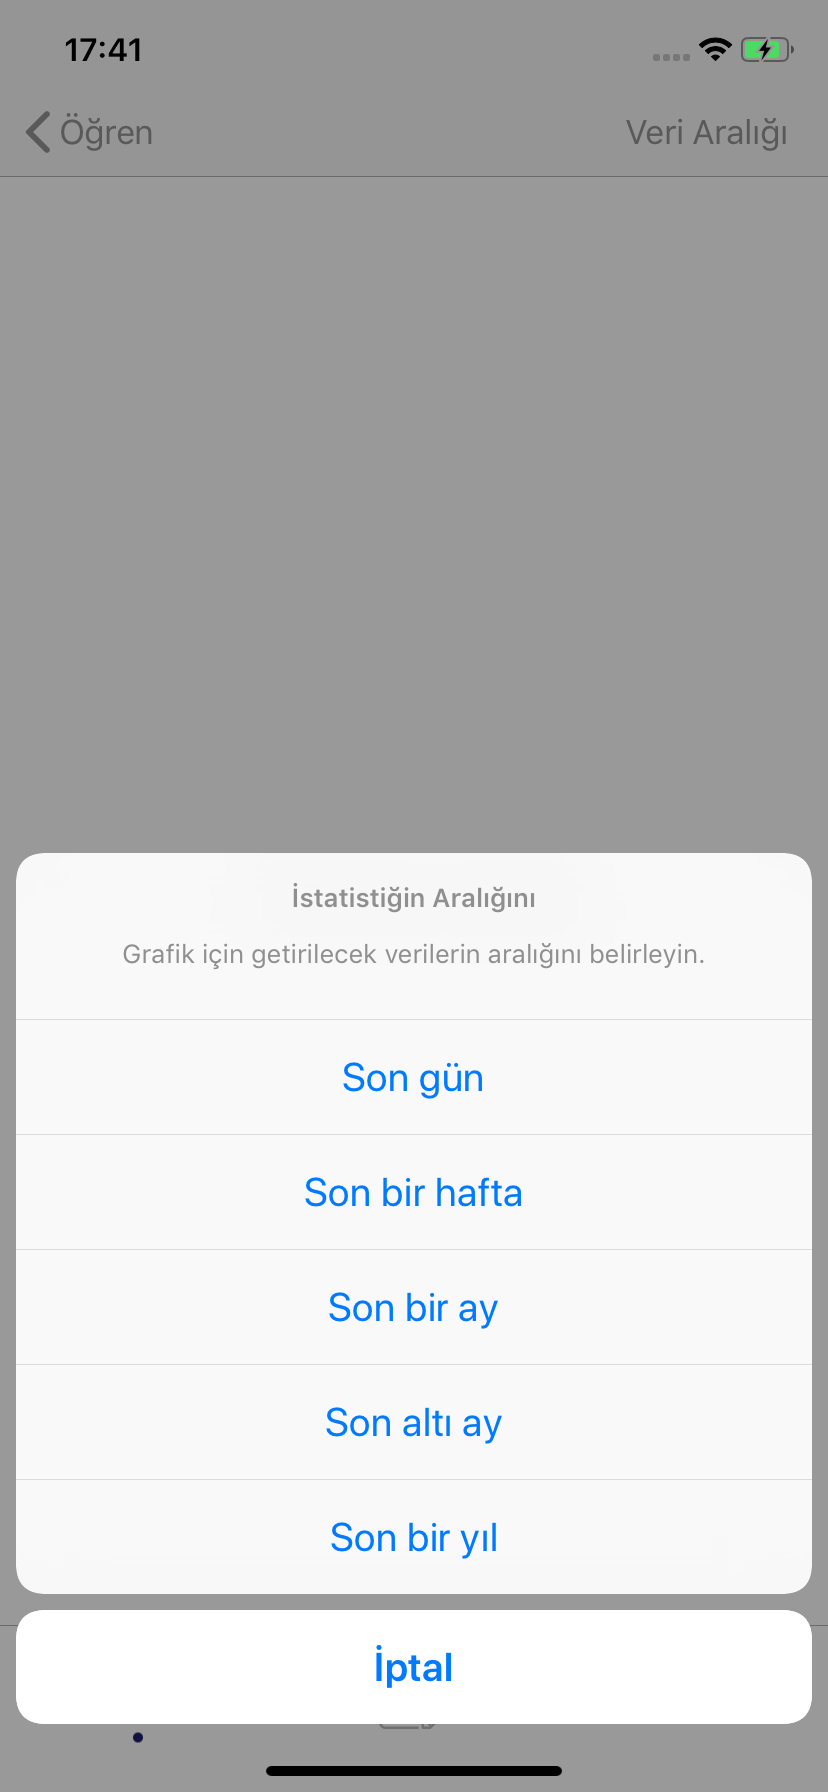 17:41
Öğren
Veri Aralığı
İstatistiğin Aralığını
Grafik için getirilecek verilerin aralığını belirleyin.
Son gün
Son bir hafta
Son bir ay
Son altı ay
Son bir yıl
İptal